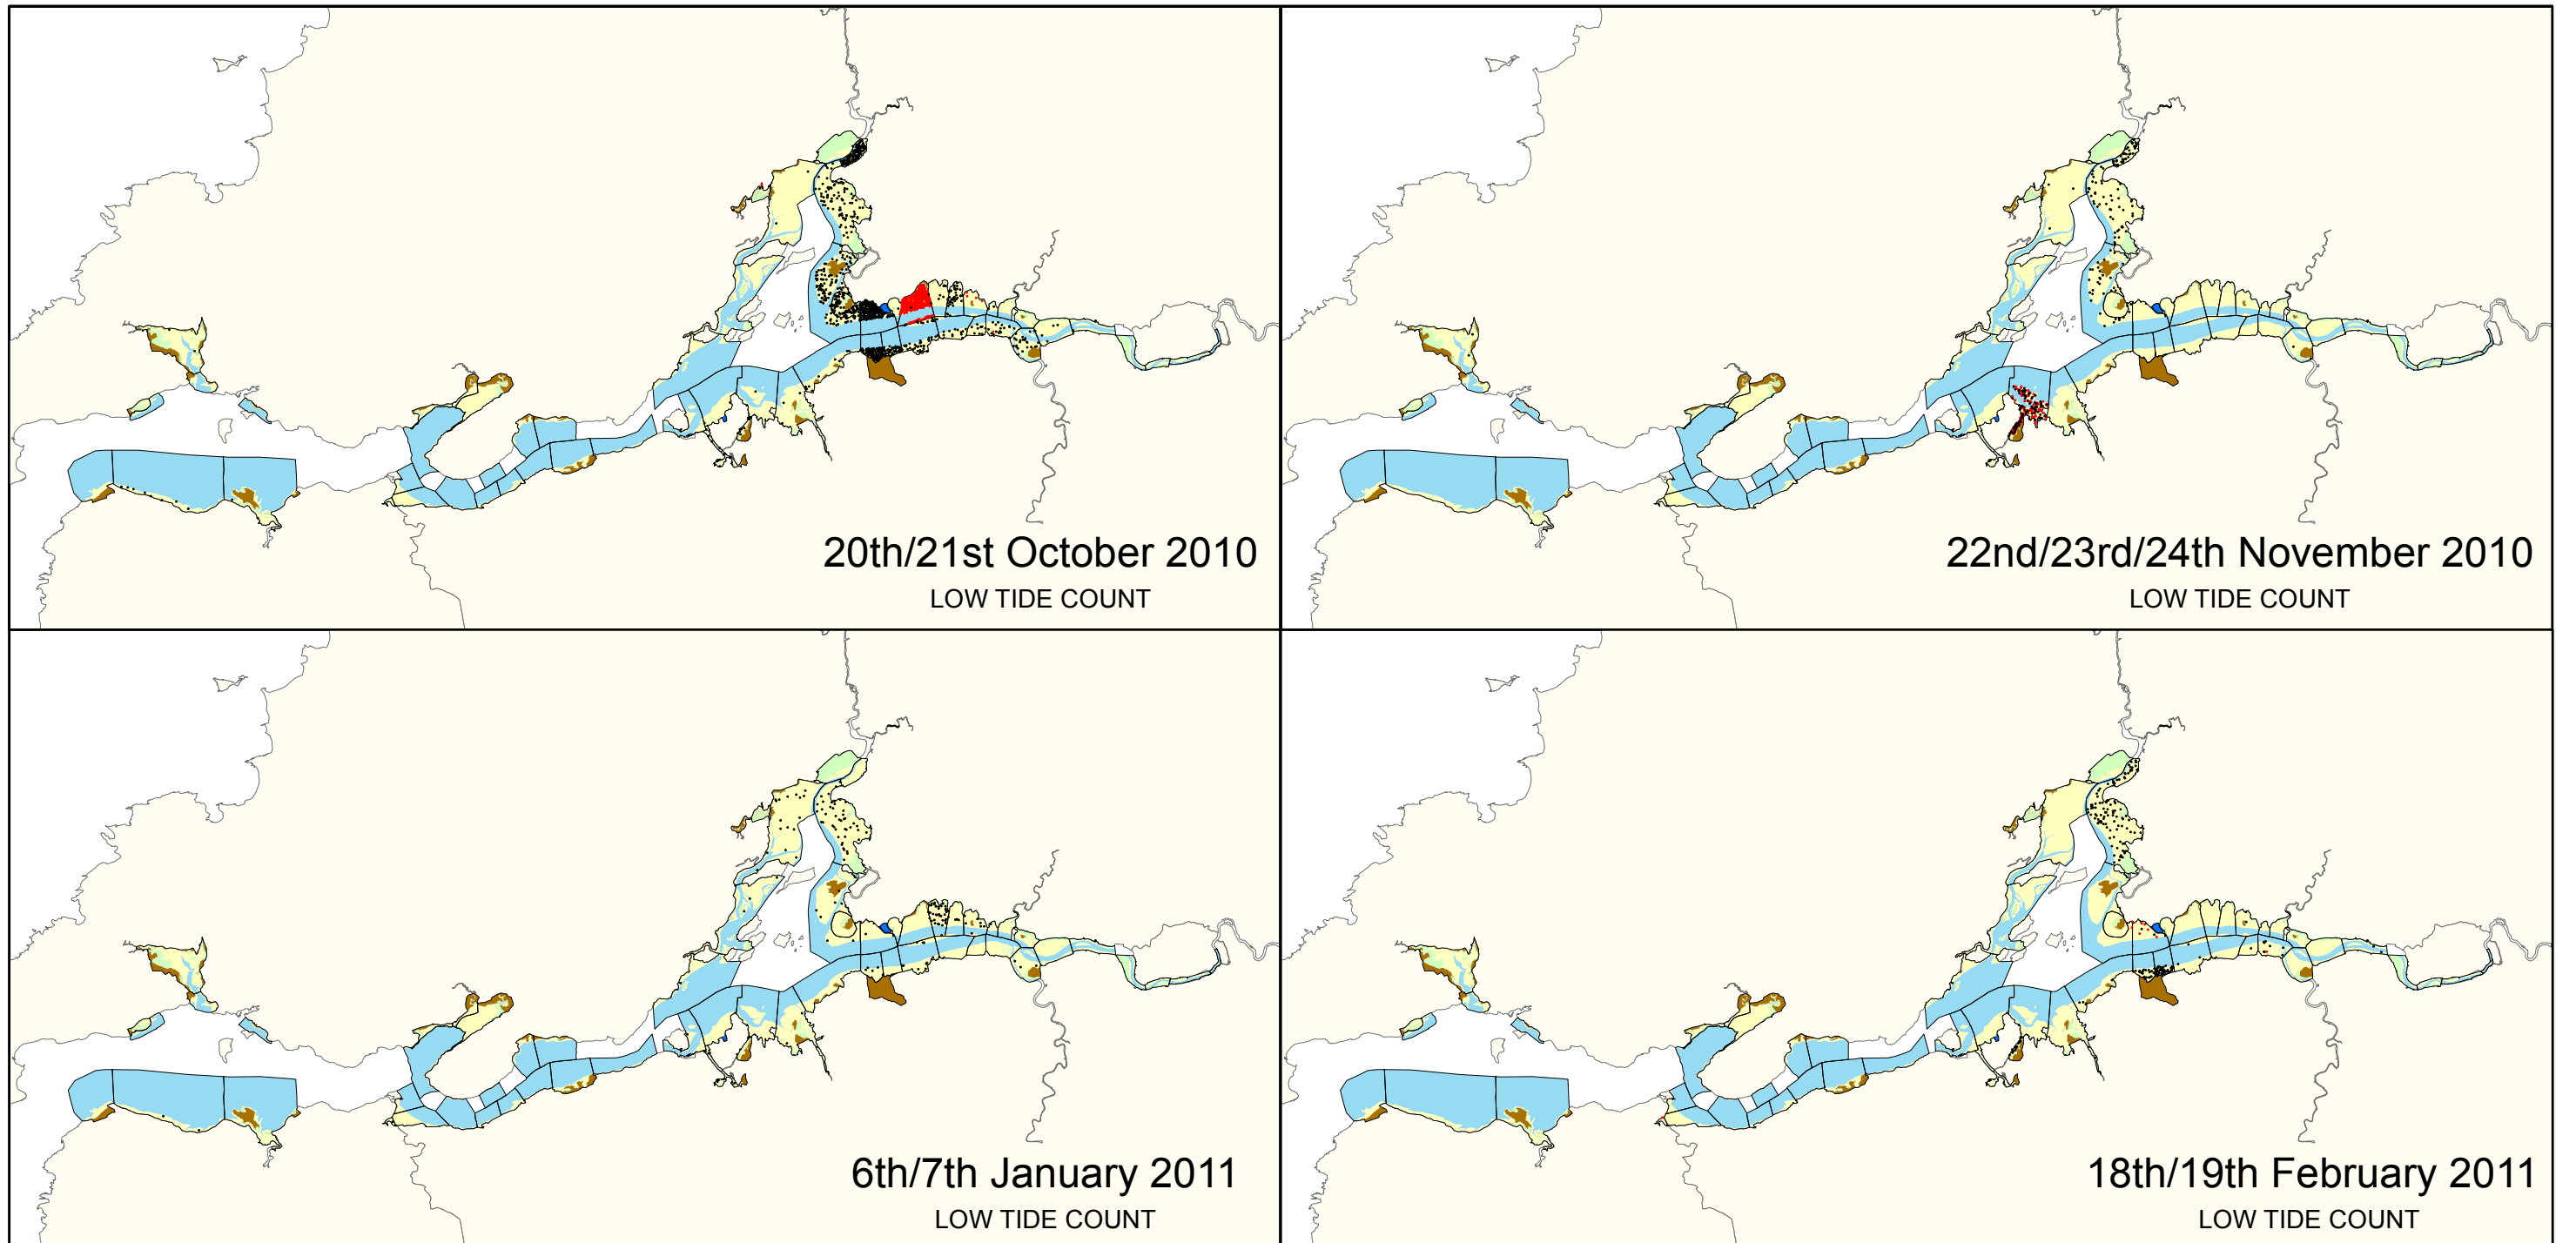 20th/21st October 2010
LOW TIDE COUNT
22nd/23rd/24th November 2010
LOW TIDE COUNT
6th/7th January 2011
LOW TIDE COUNT
18th/19th February 2011
LOW TIDE COUNT